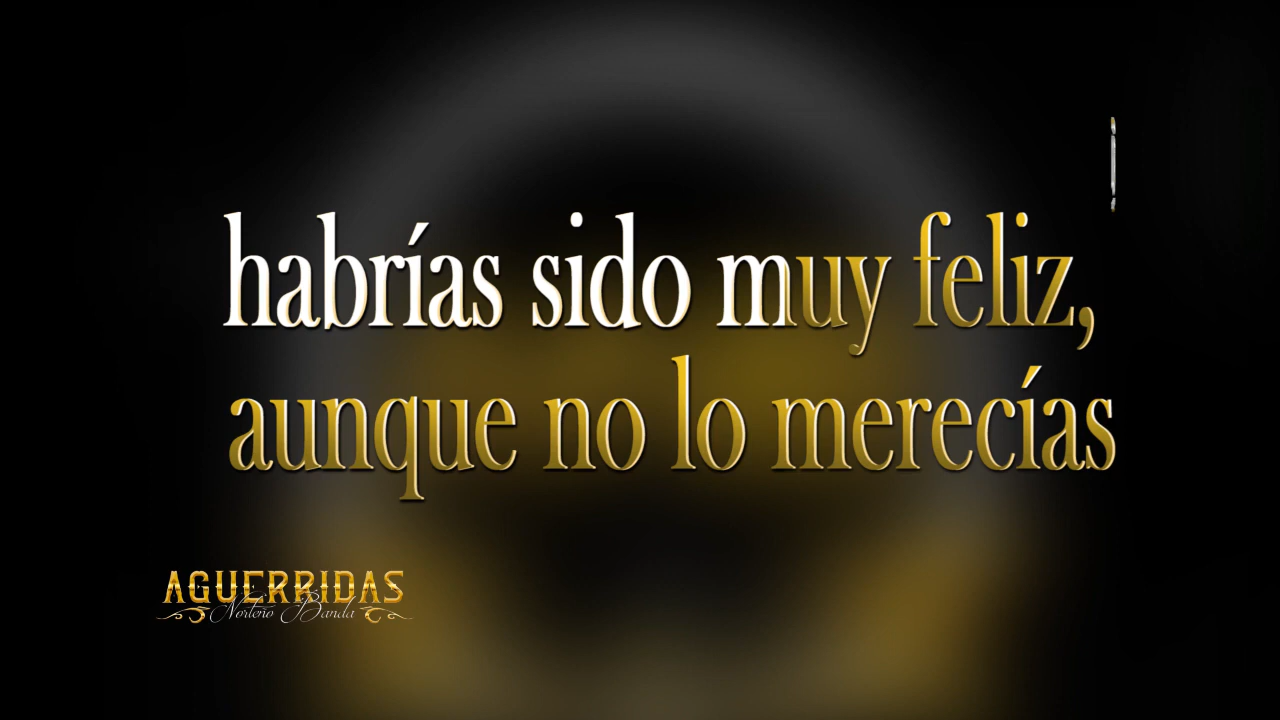 habrías sido muy feliz,
aunque no lo merecías
AGUERRIDAS
Norteño Banda